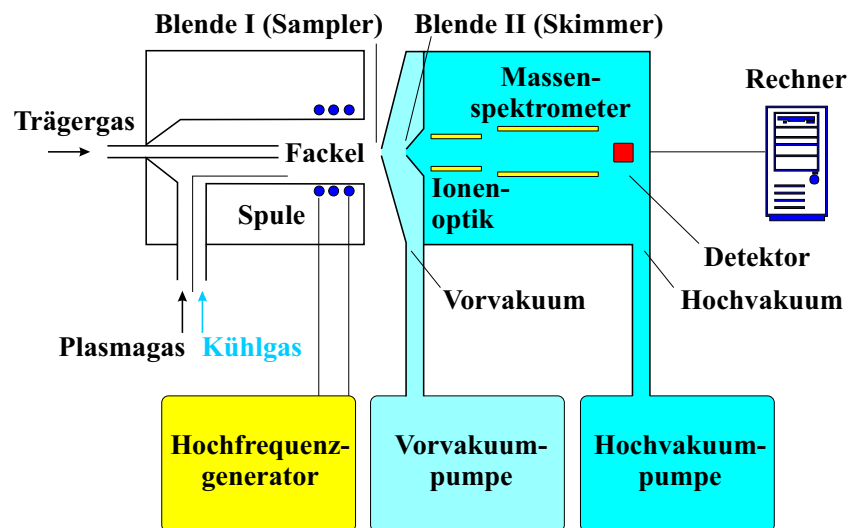 Blende I (Sampler)
Blende II (Skimmer)
Massen-
spektrometer
Rechner
Trägergas
Fackel
Ionen-
optik
Spule
Detektor
Vorvakuum
Hochvakuum
Plasmagas
Kühlgas
Hochfrequenz-
generator
Vorvakuum-
pumpe
Hochvakuum-
pumpe